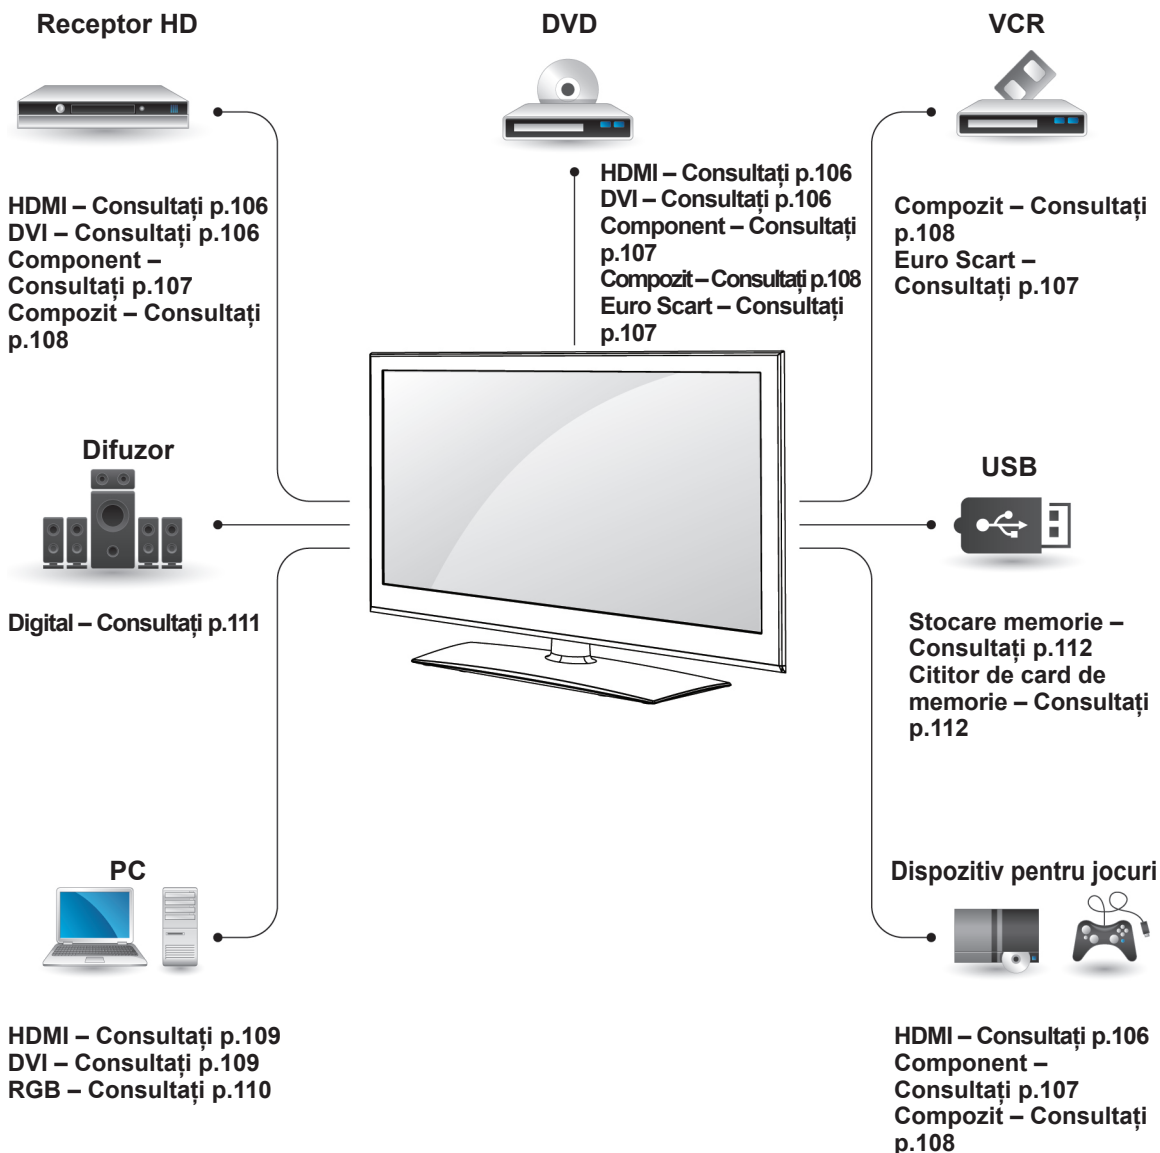 Receptor HD
HDMI – Consultați p.106
DVI – Consultați p.106
Component –
Consultați p.107
Compozit – Consultați
p.108
DVD
HDMI – Consultați p.106
DVI – Consultați p.106
Component – Consultați
p.107
Compozit – Consultați p.108
Euro Scart – Consultați
p.107
VCR
Compozit – Consultați
p.108
Euro Scart –
Consultați p.107
Difuzor
Digital – Consultați p.111
USB
Stocare memorie –
Consultați p.112
Cititor de card de
memorie – Consultați
p.112
PC
HDMI – Consultați p.109
DVI – Consultați p.109
RGB – Consultați p.110
Dispozitiv pentru jocuri
HDMI – Consultați p.106
Component –
Consultați p.107
Compozit – Consultați
p.108